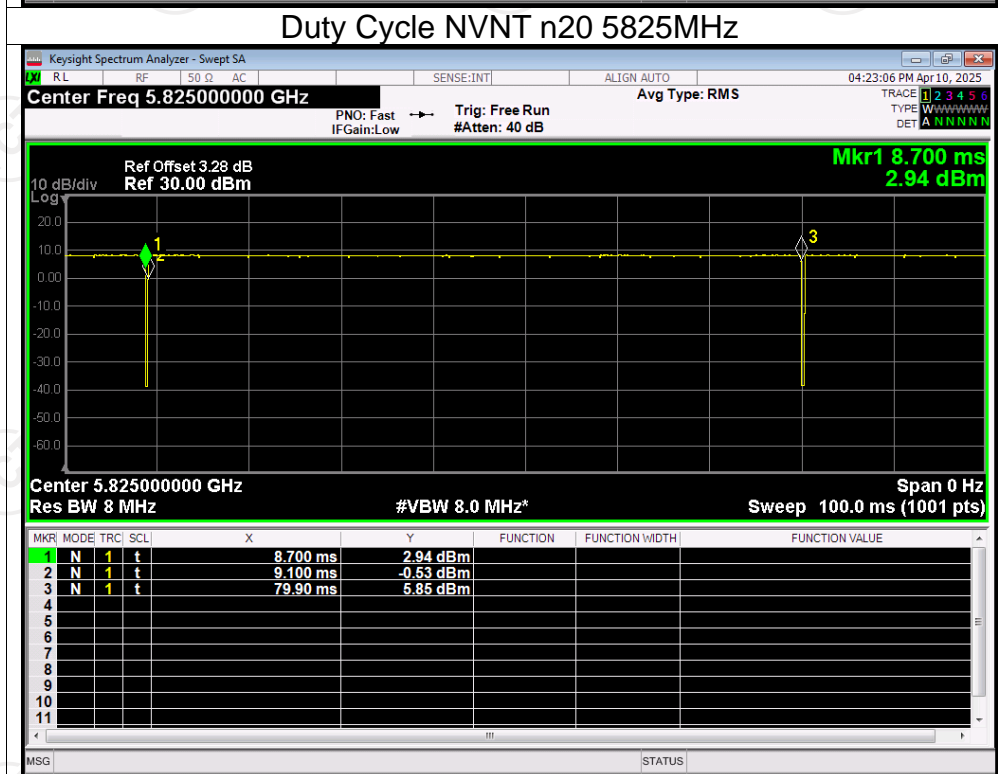 Duty Cycle NVNT n20 5825MHz
Keysight Spectrum Analyzer - Swept SA
LXI RL RF 50 Ω AC SENSE:INT ALIGN AUTO 04:23:06 PM Apr 10, 2025
Center Freq 5.825000000 GHz Avg Type: RMS TRACE 1 2 3 4 5 6
PNO: Fast Trig: Free Run TYPE WWWWWW
IFGain:Low #Atten: 40 dB DET A N N N N N
Mkr1 8.700 ms
Ref Offset 3.28 dB
10 dB/div Ref 30.00 dBm 2.94 dBm
Log
20.0
10.0
0.00
-10.0
-20.0
-30.0
-40.0
-50.0
-60.0
1
2
3
Center 5.825000000 GHz Span 0 Hz
Res BW 8 MHz #VBW 8.0 MHz* Sweep 100.0 ms (1001 pts)
MKR MODE TRC SCL X Y FUNCTION FUNCTION WIDTH FUNCTION VALUE
1 N 1 t 8.700 ms 2.94 dBm
2 N 1 t 9.100 ms -0.53 dBm
3 N 1 t 79.90 ms 5.85 dBm
4
5
6
7
8
9
10
11
MSG STATUS